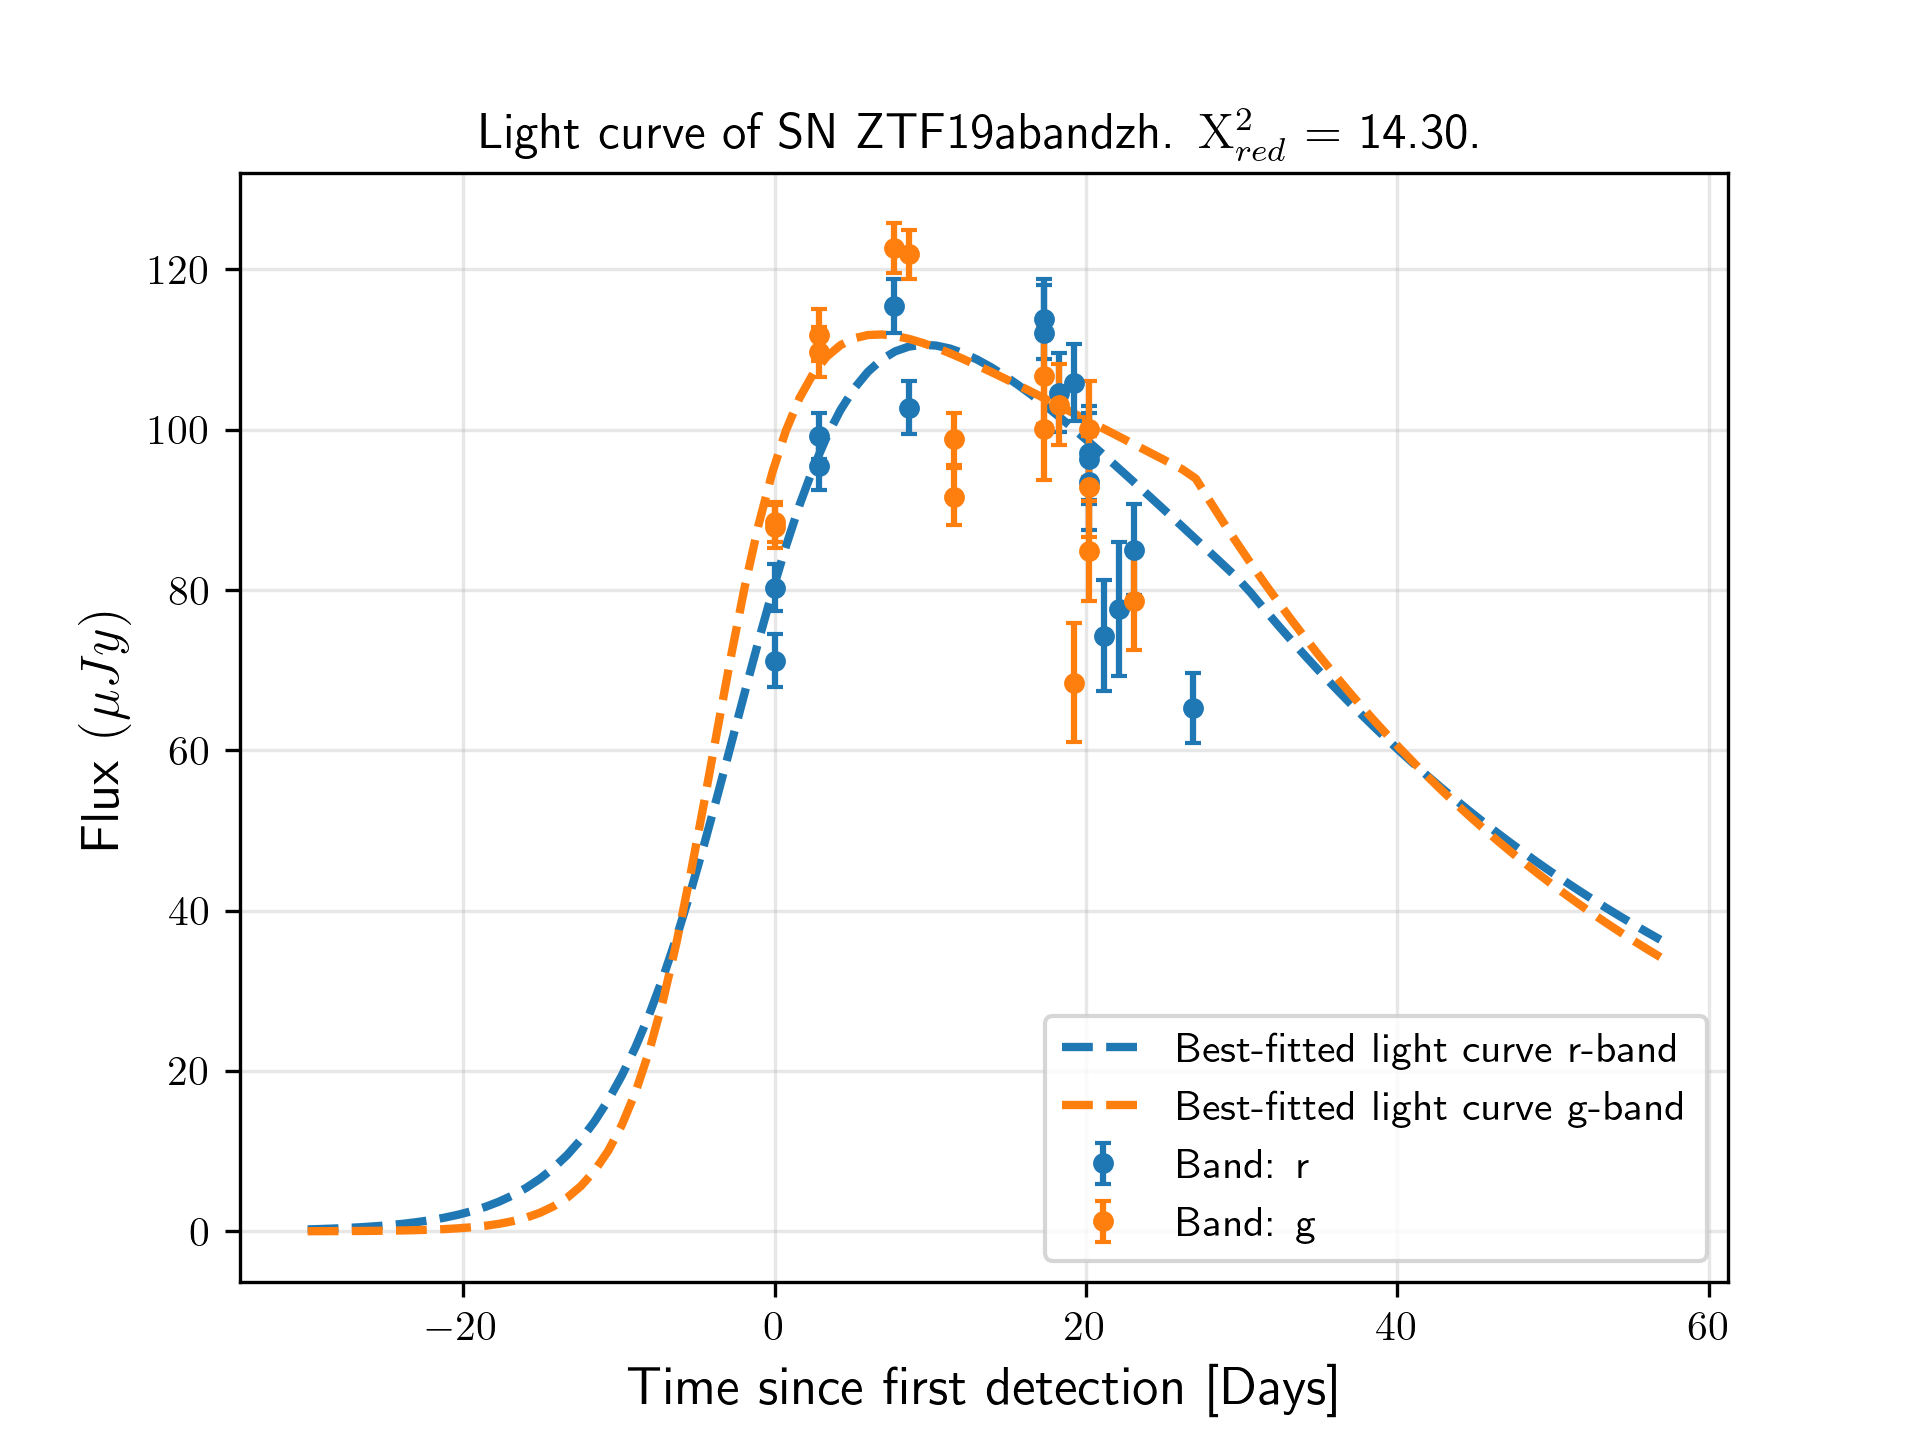 Light curve of SN ZTF19abandzh. X²_red = 14.30.
120
100
80
60
40
20
0
Flux (μJy)
−20 0 20 40 60
Time since first detection [Days]
Best-fitted light curve r-band
Best-fitted light curve g-band
Band: r
Band: g